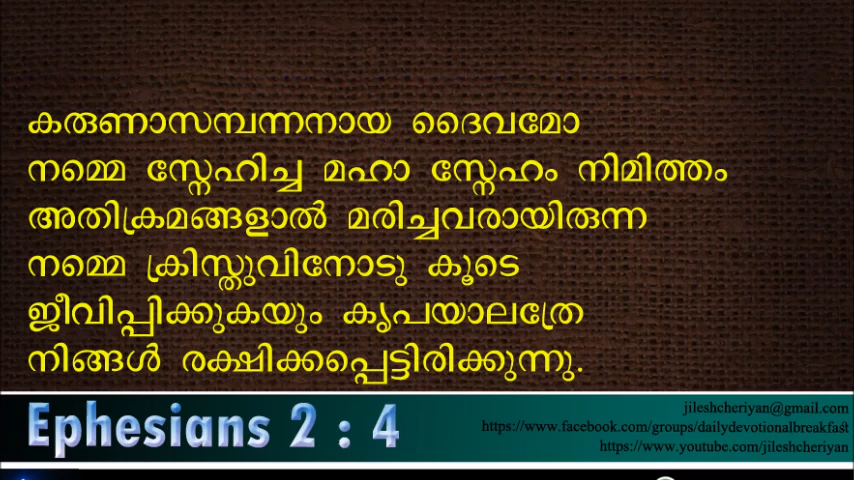 കരുണാസമ്പന്നനായ ദൈവമോ
നമ്മെ സ്നേഹിച്ച മഹാ സ്നേഹം നിമിത്തം
അതിക്രമങ്ങളാൽ മരിച്ചവരായിരുന്ന
നമ്മെ ക്രിസ്തുവിനോടു കൂടെ
ജീവിപ്പിക്കുകയും കൃപയാലത്രേ
നിങ്ങൾ രക്ഷിക്കപ്പെട്ടിരിക്കുന്നു.
Ephesians 2 : 4
jileshcheriyan@gmail.com
https://www.facebook.com/groups/dailydevotionalbreakfast
https://www.youtube.com/jileshcheriyan